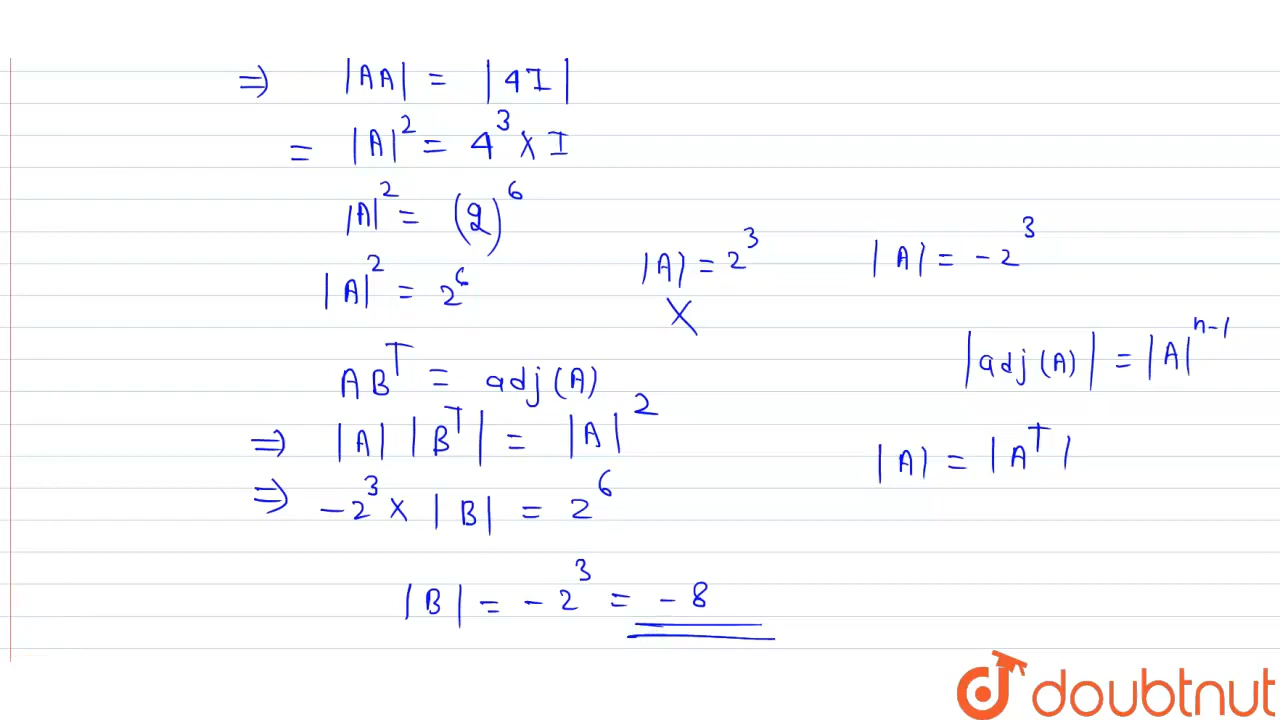 ⇒ |AA| = |4I|
= |A|² = 4³ × I
|A|² = (2)⁶
|A|² = 2⁶
|A| = 2³
X
|A| = -2³
|adj(A)| = |A|ⁿ⁻¹
|A| = |Aᵀ|
ABᵀ = adj(A)
⇒ |A| |Bᵀ| = |A|²
⇒ -2³ × |B| = 2⁶
|B| = -2³ = -8
doubtnut